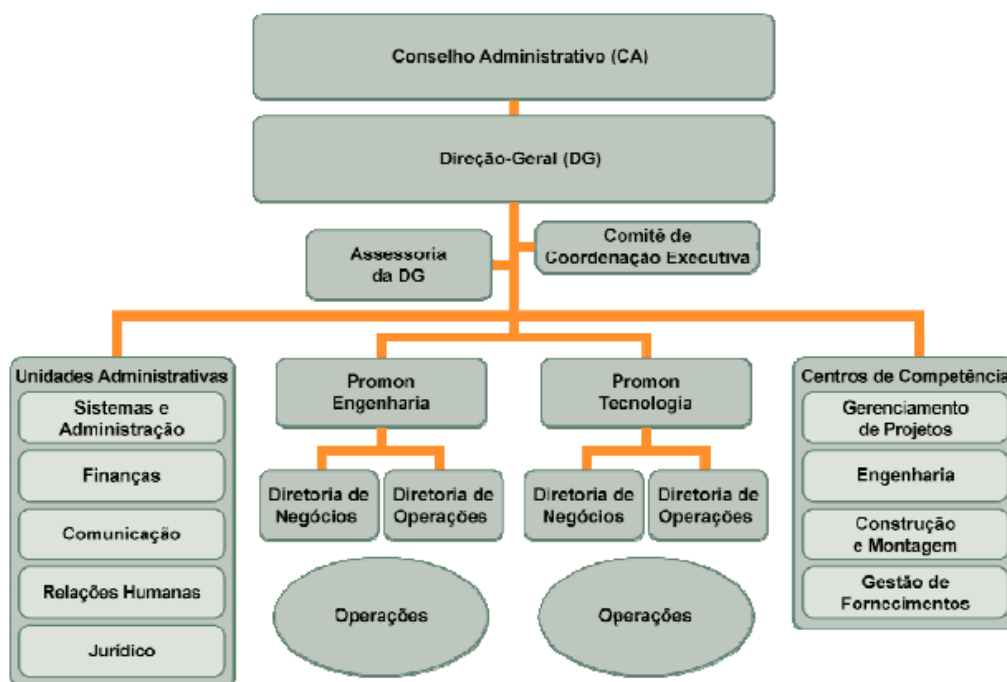 Conselho Administrativo (CA)
Direção-Geral (DG)
Assessoria
da DG
Comitê de
Coordenação Executiva
Unidades Administrativas
Sistemas e
Administração
Finanças
Comunicação
Relações Humanas
Jurídico
Promon
Engenharia
Diretoria de
Negócios
Diretoria de
Operações
Operações
Promon
Tecnologia
Diretoria de
Negócios
Diretoria de
Operações
Operações
Centros de Competência
Gerenciamento
de Projetos
Engenharia
Construção
e Montagem
Gestão de
Fornecimentos